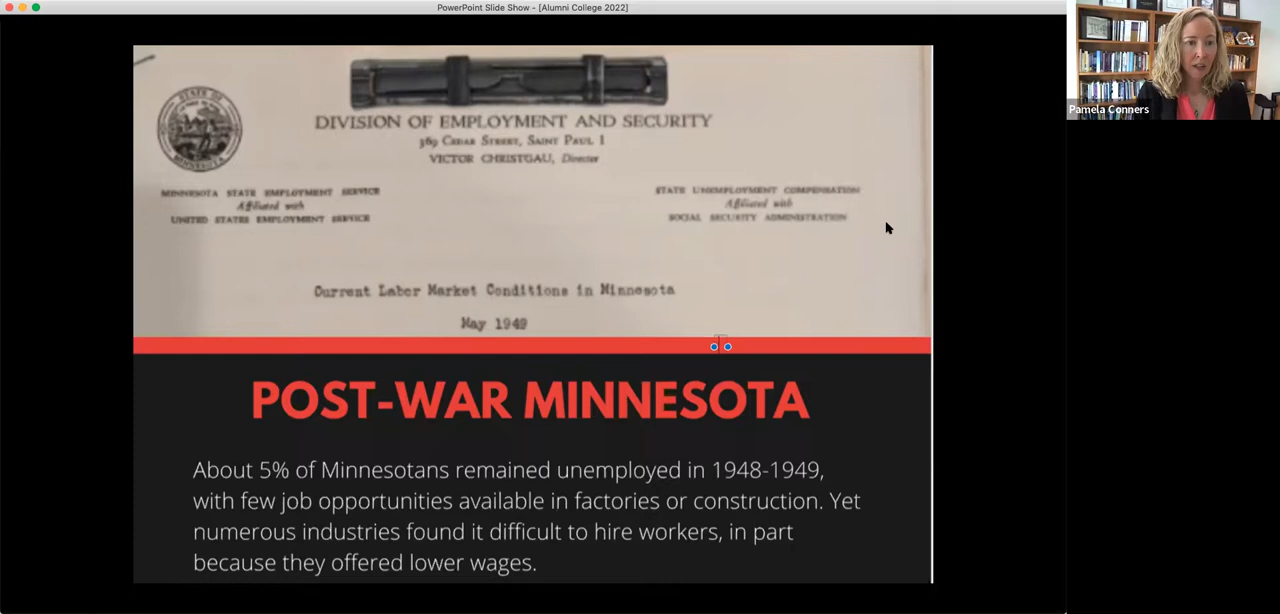 PowerPoint Slide Show - [Alumni College 2022]
Pamela Conners
STATE OF
MINNESOTA
DIVISION OF EMPLOYMENT AND SECURITY
369 CEDAR STREET, SAINT PAUL 1
VICTOR CHRISTGAU, Director
MINNESOTA STATE EMPLOYMENT SERVICE
Affiliated with
UNITED STATES EMPLOYMENT SERVICE
STATE UNEMPLOYMENT COMPENSATION
Affiliated with
SOCIAL SECURITY ADMINISTRATION
Current Labor Market Conditions in Minnesota
May 1949
POST-WAR MINNESOTA
About 5% of Minnesotans remained unemployed in 1948-1949,
with few job opportunities available in factories or construction. Yet
numerous industries found it difficult to hire workers, in part
because they offered lower wages.